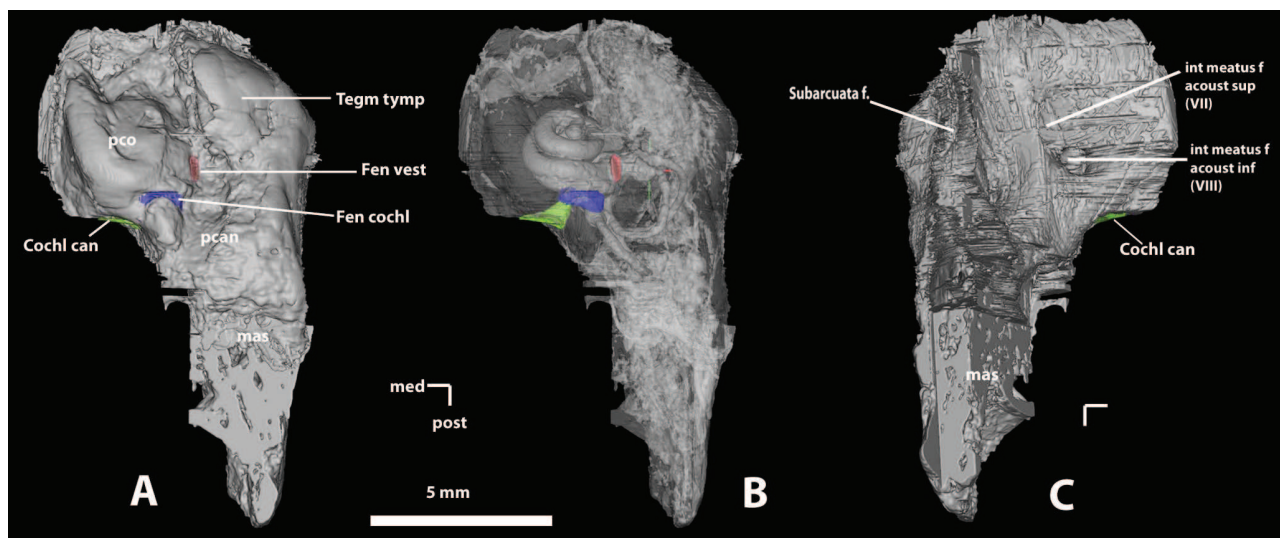 Tegm tymp
pco
Fen vest
Fen cochl
Cochl can
pcan
mas
A
med
post
5 mm
B
Subarcuata f.
int meatus f
acoust sup
(VII)
int meatus f
acoust inf
(VIII)
Cochl can
mas
C